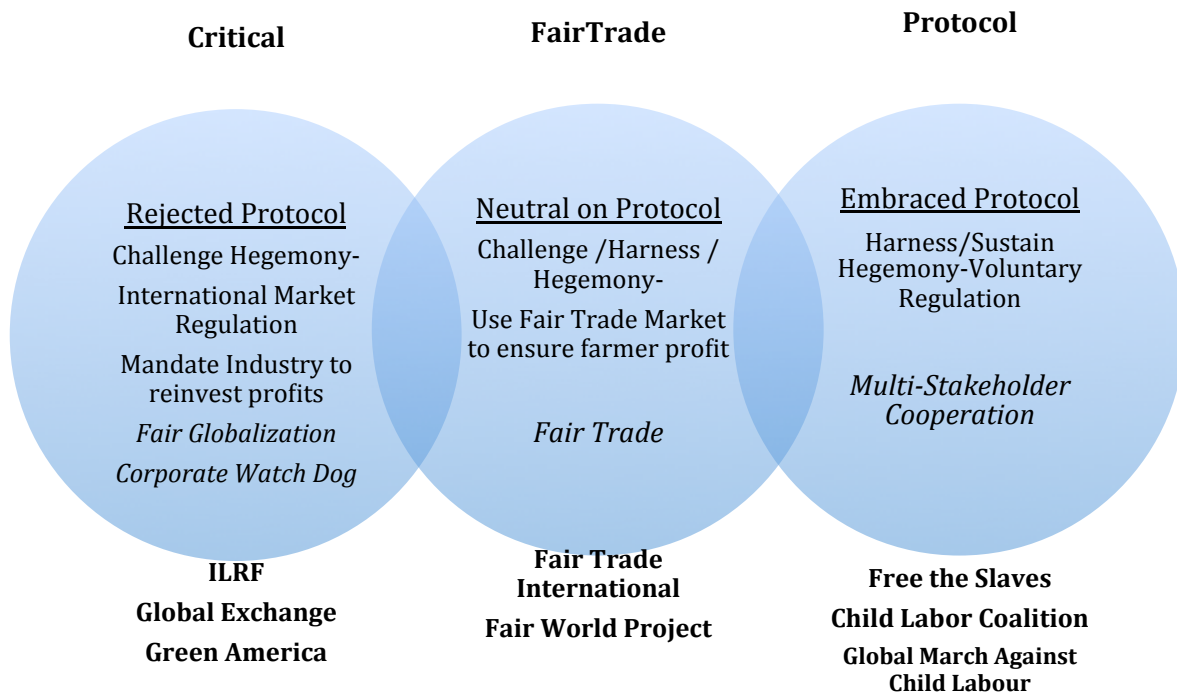 Critical
Rejected Protocol
Challenge Hegemony-
International Market
Regulation
Mandate Industry to
reinvest profits
Fair Globalization
Corporate Watch Dog
ILRF
Global Exchange
Green America
FairTrade
Neutral on Protocol
Challenge /Harness /
Hegemony-
Use Fair Trade Market
to ensure farmer profit
Fair Trade
Fair Trade
International
Fair World Project
Protocol
Embraced Protocol
Harness/Sustain
Hegemony-Voluntary
Regulation
Multi-Stakeholder
Cooperation
Free the Slaves
Child Labor Coalition
Global March Against
Child Labour